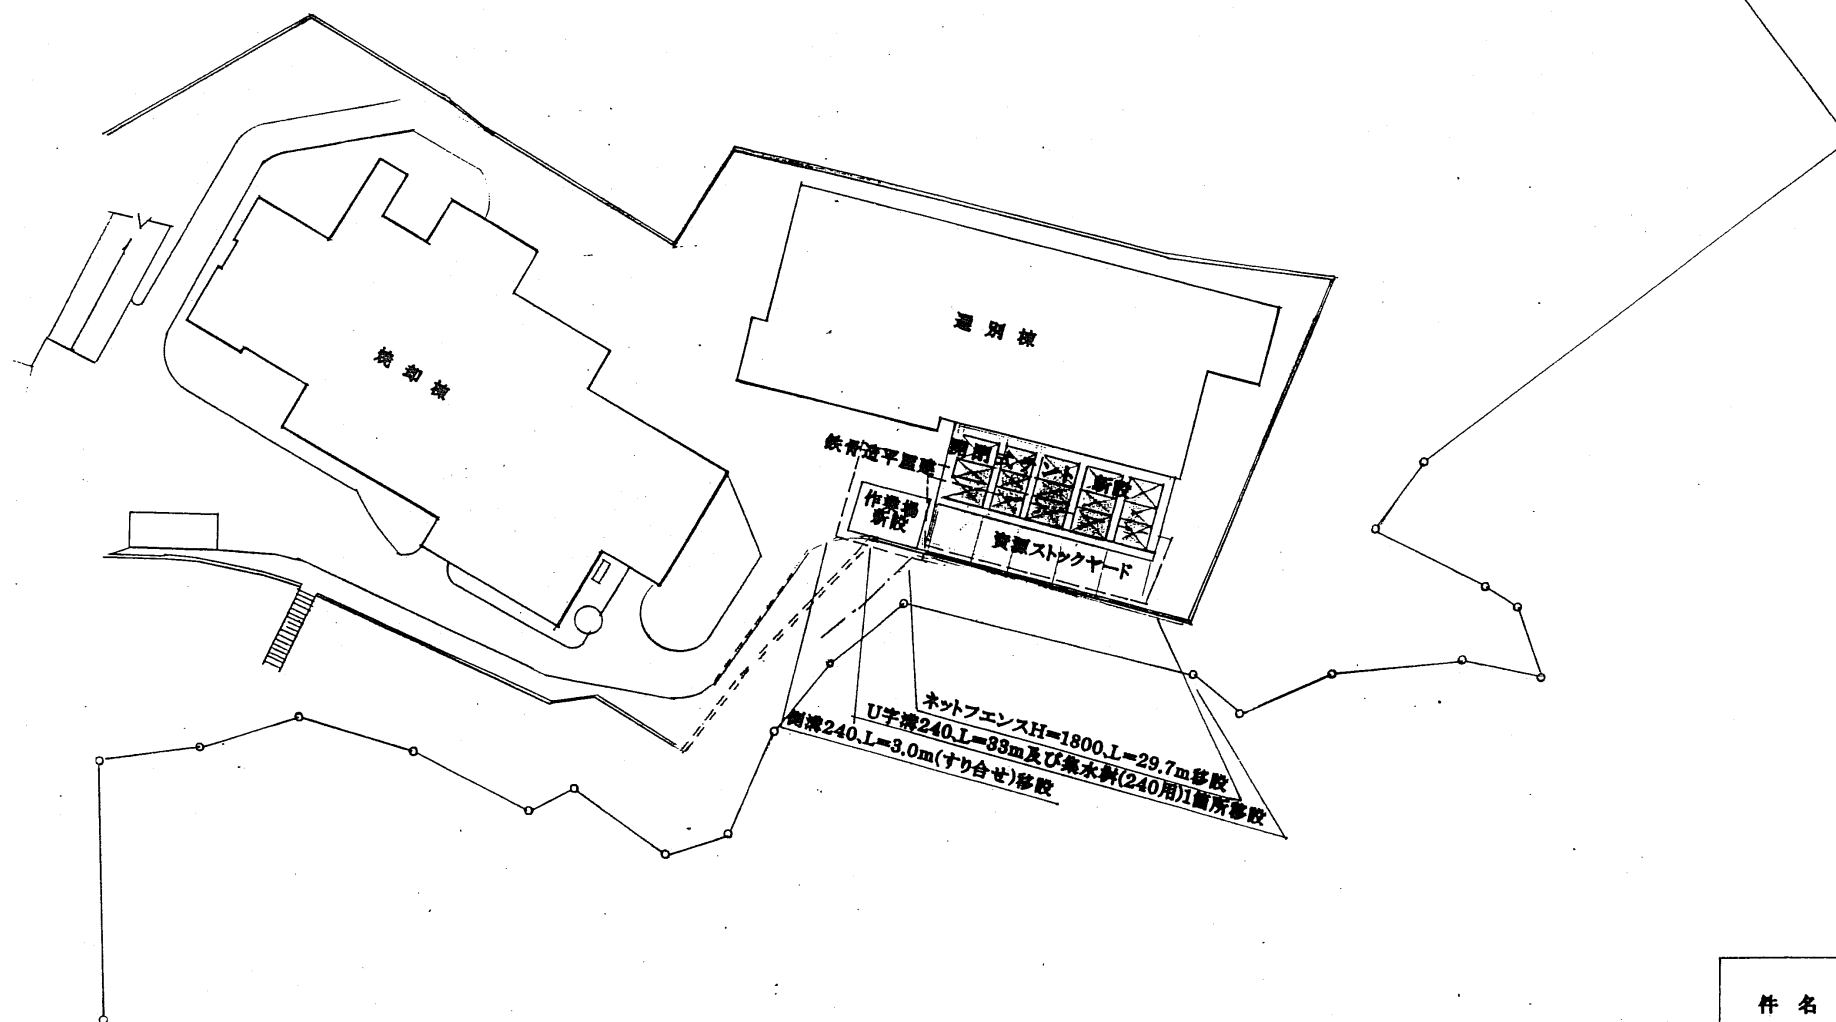 選別棟
焼却棟
鉄骨造平屋建
開閉式テント 新設
作業場
新設
資源ストックヤード
ネットフエンスH=1800、L=29.7m移設
U字溝240、L=33m及び集水桝(240用)1箇所移設
側溝240、L=3.0m(すり合せ)移設
件 名